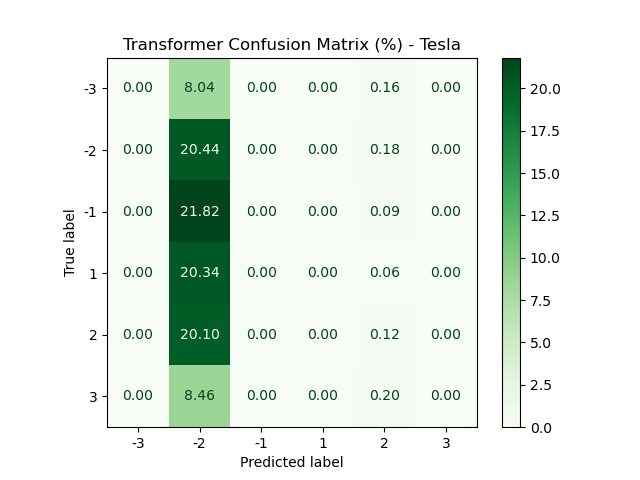 Transformer Confusion Matrix (%) - Tesla
True label
-3 0.00 8.04 0.00 0.00 0.16 0.00
-2 0.00 20.44 0.00 0.00 0.18 0.00
-1 0.00 21.82 0.00 0.00 0.09 0.00
1 0.00 20.34 0.00 0.00 0.06 0.00
2 0.00 20.10 0.00 0.00 0.12 0.00
3 0.00 8.46 0.00 0.00 0.20 0.00
-3 -2 -1 1 2 3
Predicted label
20.0
17.5
15.0
12.5
10.0
7.5
5.0
2.5
0.0